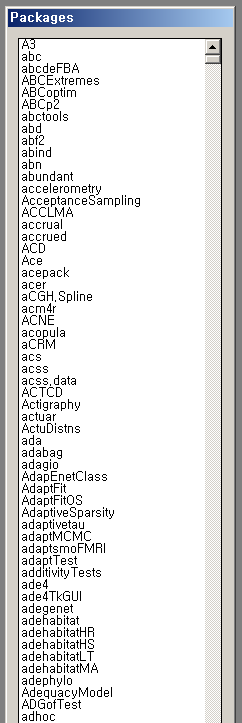 Packages
A3
abc
abcdeFBA
ABCExtremes
ABCoptim
ABCp2
abctools
abd
abf2
abind
abn
abundant
accelerometry
AcceptanceSampling
ACCLMA
accrual
accrued
ACD
Ace
acepack
acer
aCGH.Spline
acm4r
ACNE
acopula
aCRM
acs
acss
acss.data
ACTCD
Actigraphy
actuar
ActuDistns
ada
adabag
adagio
AdapEnetClass
AdaptFit
AdaptFitOS
AdaptiveSparsity
adaptivetau
adaptMCMC
adaptsmoFMRI
adaptTest
additivityTests
ade4
ade4TkGUI
adegenet
adehabitat
adehabitatHR
adehabitatHS
adehabitatLT
adehabitatMA
adephylo
AdequacyModel
ADGofTest
adhoc